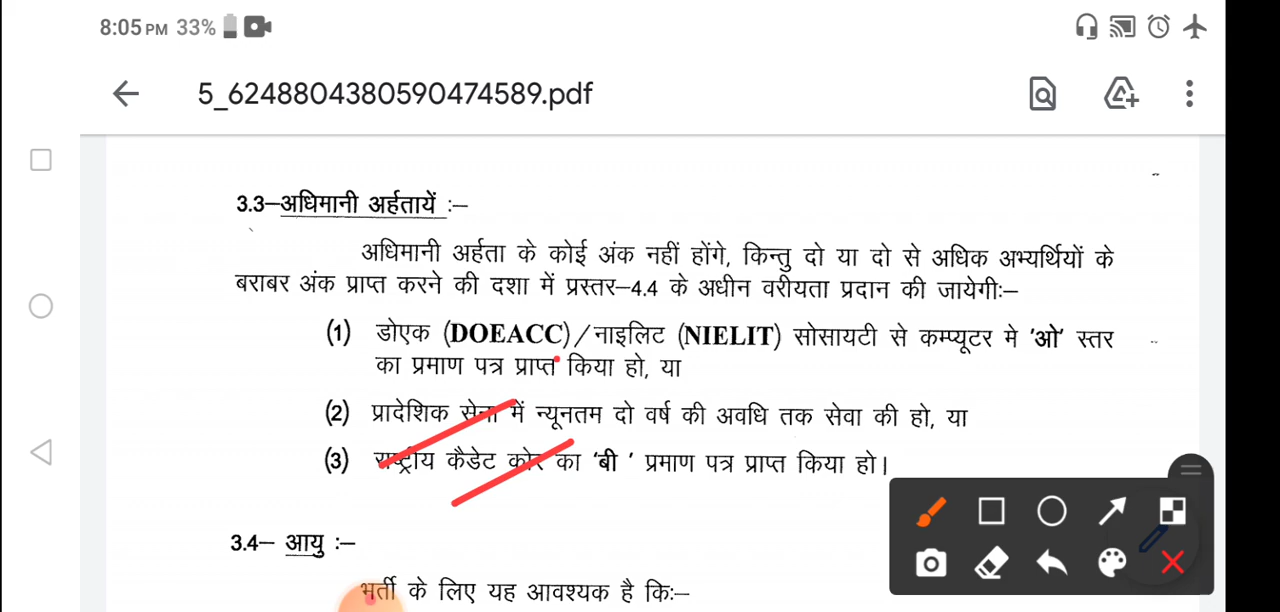 8:05 PM 33%
5_6248804380590474589.pdf
3.3–अधिमानी अर्हतायें :–
अधिमानी अर्हता के कोई अंक नहीं होंगे, किन्तु दो या दो से अधिक अभ्यर्थियों के
बराबर अंक प्राप्त करने की दशा में प्रस्तर–4.4 के अधीन वरीयता प्रदान की जायेगीः–
(1) डोएक (DOEACC)/नाइलिट (NIELIT) सोसायटी से कम्प्यूटर मे 'ओ' स्तर
का प्रमाण पत्र प्राप्त किया हो, या
(2) प्रादेशिक सेना में न्यूनतम दो वर्ष की अवधि तक सेवा की हो, या
(3) राष्ट्रीय कैडेट कोर का 'बी ' प्रमाण पत्र प्राप्त किया हो।
3.4– आयु :–
भर्ती के लिए यह आवश्यक है किः–